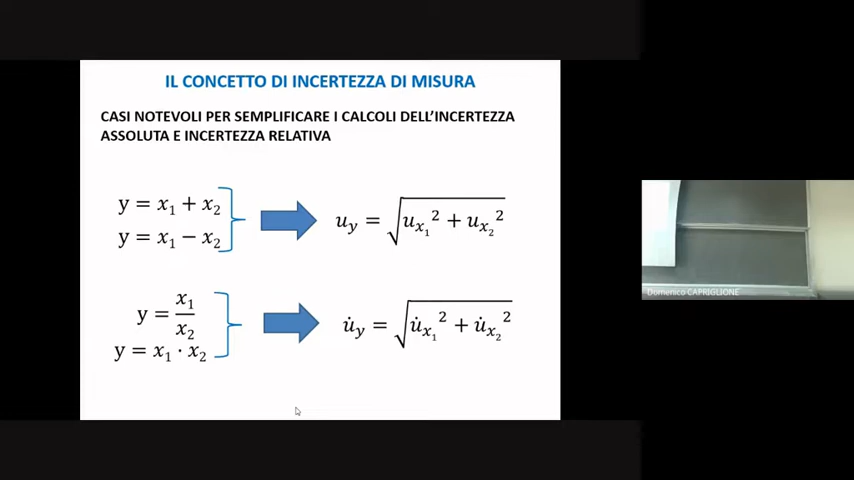 IL CONCETTO DI INCERTEZZA DI MISURA
CASI NOTEVOLI PER SEMPLIFICARE I CALCOLI DELL'INCERTEZZA
ASSOLUTA E INCERTEZZA RELATIVA
y = x₁ + x₂
y = x₁ − x₂
u_y = √(u_x₁² + u_x₂²)
y = x₁/x₂
y = x₁ · x₂
u̇_y = √(u̇_x₁² + u̇_x₂²)
Domenico CAPRIGLIONE